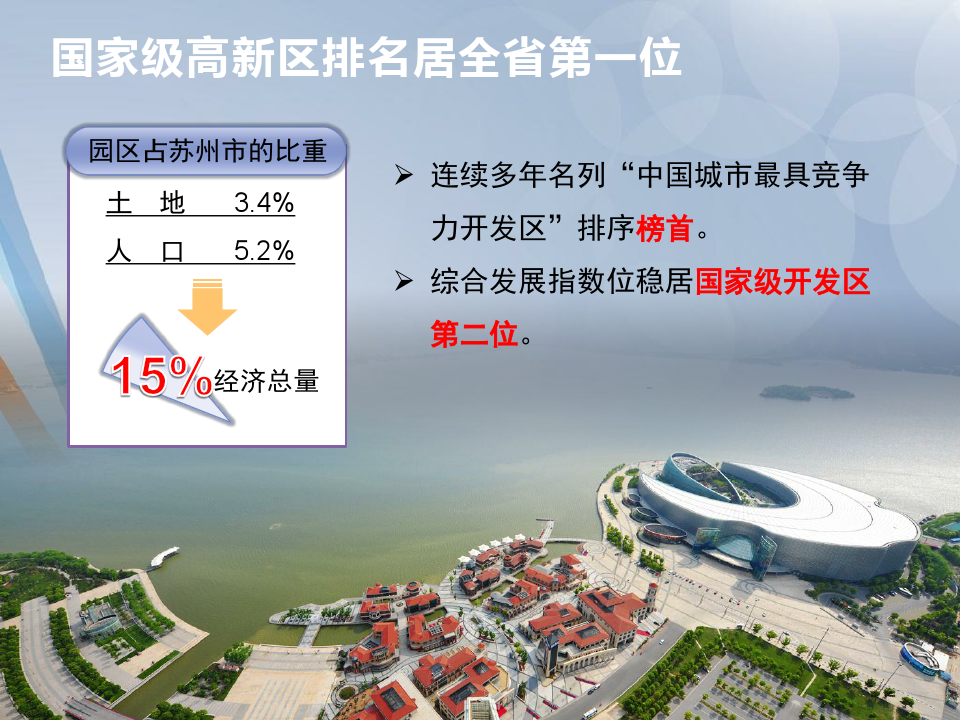 国家级高新区排名居全省第一位
园区占苏州市的比重
土 地 3.4%
人 口 5.2%
15%经济总量
➢ 连续多年名列“中国城市最具竞争
力开发区”排序榜首。
➢ 综合发展指数位稳居国家级开发区
第二位。